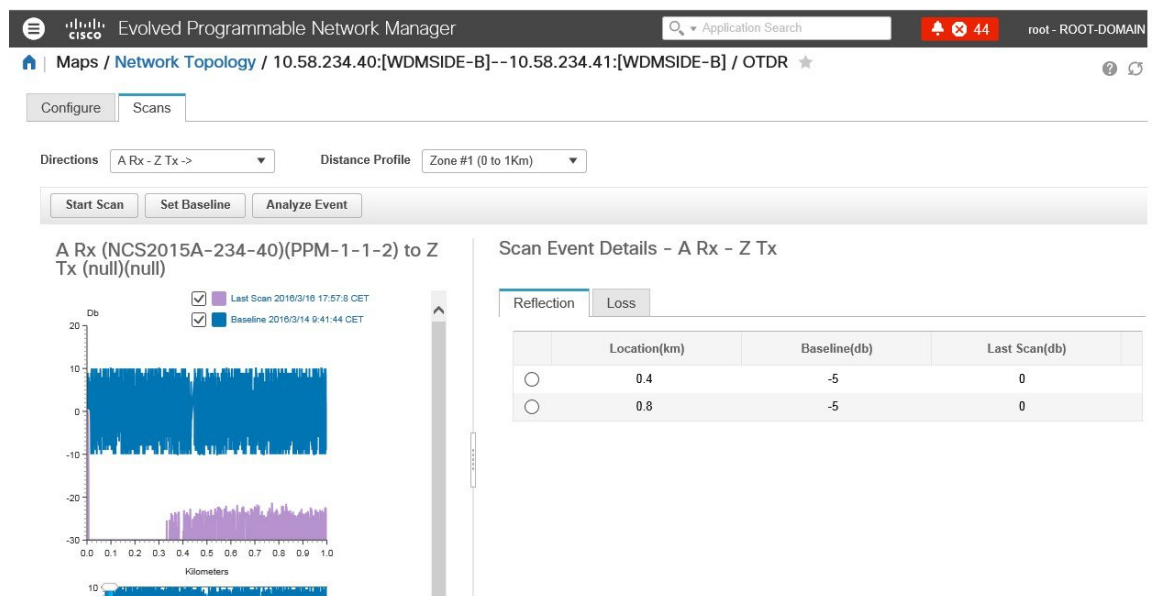 cisco Evolved Programmable Network Manager Application Search 44 root - ROOT-DOMAIN
Maps / Network Topology / 10.58.234.40:[WDMSIDE-B]--10.58.234.41:[WDMSIDE-B] / OTDR
Configure Scans
Directions A Rx - Z Tx -> Distance Profile Zone #1 (0 to 1Km)
Start Scan Set Baseline Analyze Event
A Rx (NCS2015A-234-40)(PPM-1-1-2) to Z
Tx (null)(null)
Last Scan 2016/3/16 17:57:8 CET
Baseline 2016/3/14 9:41:44 CET
Db
20
10
0
-10
-20
-30
0.0 0.1 0.2 0.3 0.4 0.5 0.6 0.7 0.8 0.9 1.0
Kilometers
10
Scan Event Details - A Rx - Z Tx
Reflection Loss
Location(km) Baseline(db) Last Scan(db)
0.4 -5 0
0.8 -5 0